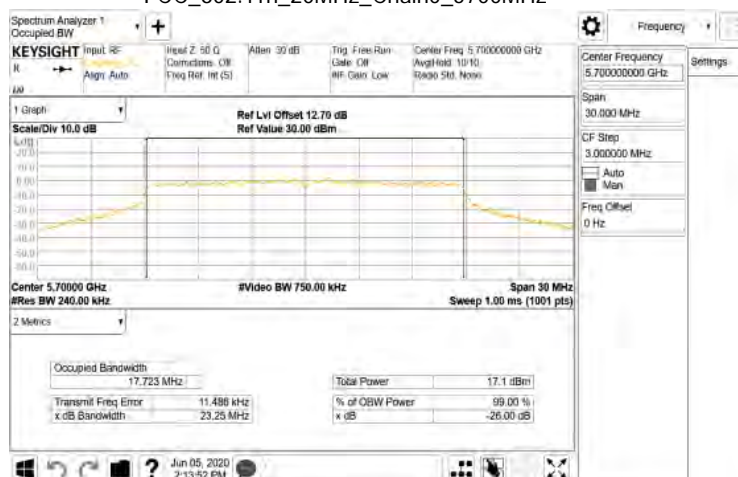 Spectrum Analyzer 1
Occupied BW
Frequency
KEYSIGHT Input: RF
R
Align: Auto
Input Z: 50 Ω
Corrections: Off
Freq Ref: Int (S)
Atten: 30 dB
Trig: Free Run
Gate: Off
#IF Gain: Low
Center Freq: 5.700000000 GHz
Avg|Hold: 10/10
Radio Std: None
Center Frequency
5.700000000 GHz
Settings
Span
30.000 MHz
CF Step
3.000000 MHz
Auto
Man
Freq Offset
0 Hz
1 Graph
Scale/Div 10.0 dB
Ref Lvl Offset 12.70 dB
Ref Value 30.00 dBm
Log
Center 5.70000 GHz
#Res BW 240.00 kHz
#Video BW 750.00 kHz
Span 30 MHz
Sweep 1.00 ms (1001 pts)
2 Metrics
Occupied Bandwidth
17.723 MHz
Total Power 17.1 dBm
Transmit Freq Error 11.486 kHz
% of OBW Power 99.00 %
x dB Bandwidth 23.25 MHz
x dB -26.00 dB
Jun 05, 2020
2:13:52 PM